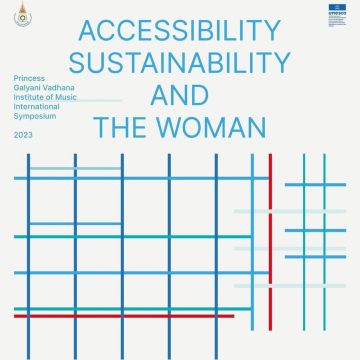 ACCESSIBILITY
SUSTAINABILITY
AND
THE WOMAN
Princess
Galyani Vadhana
Institute of Music
International
Symposium
2023